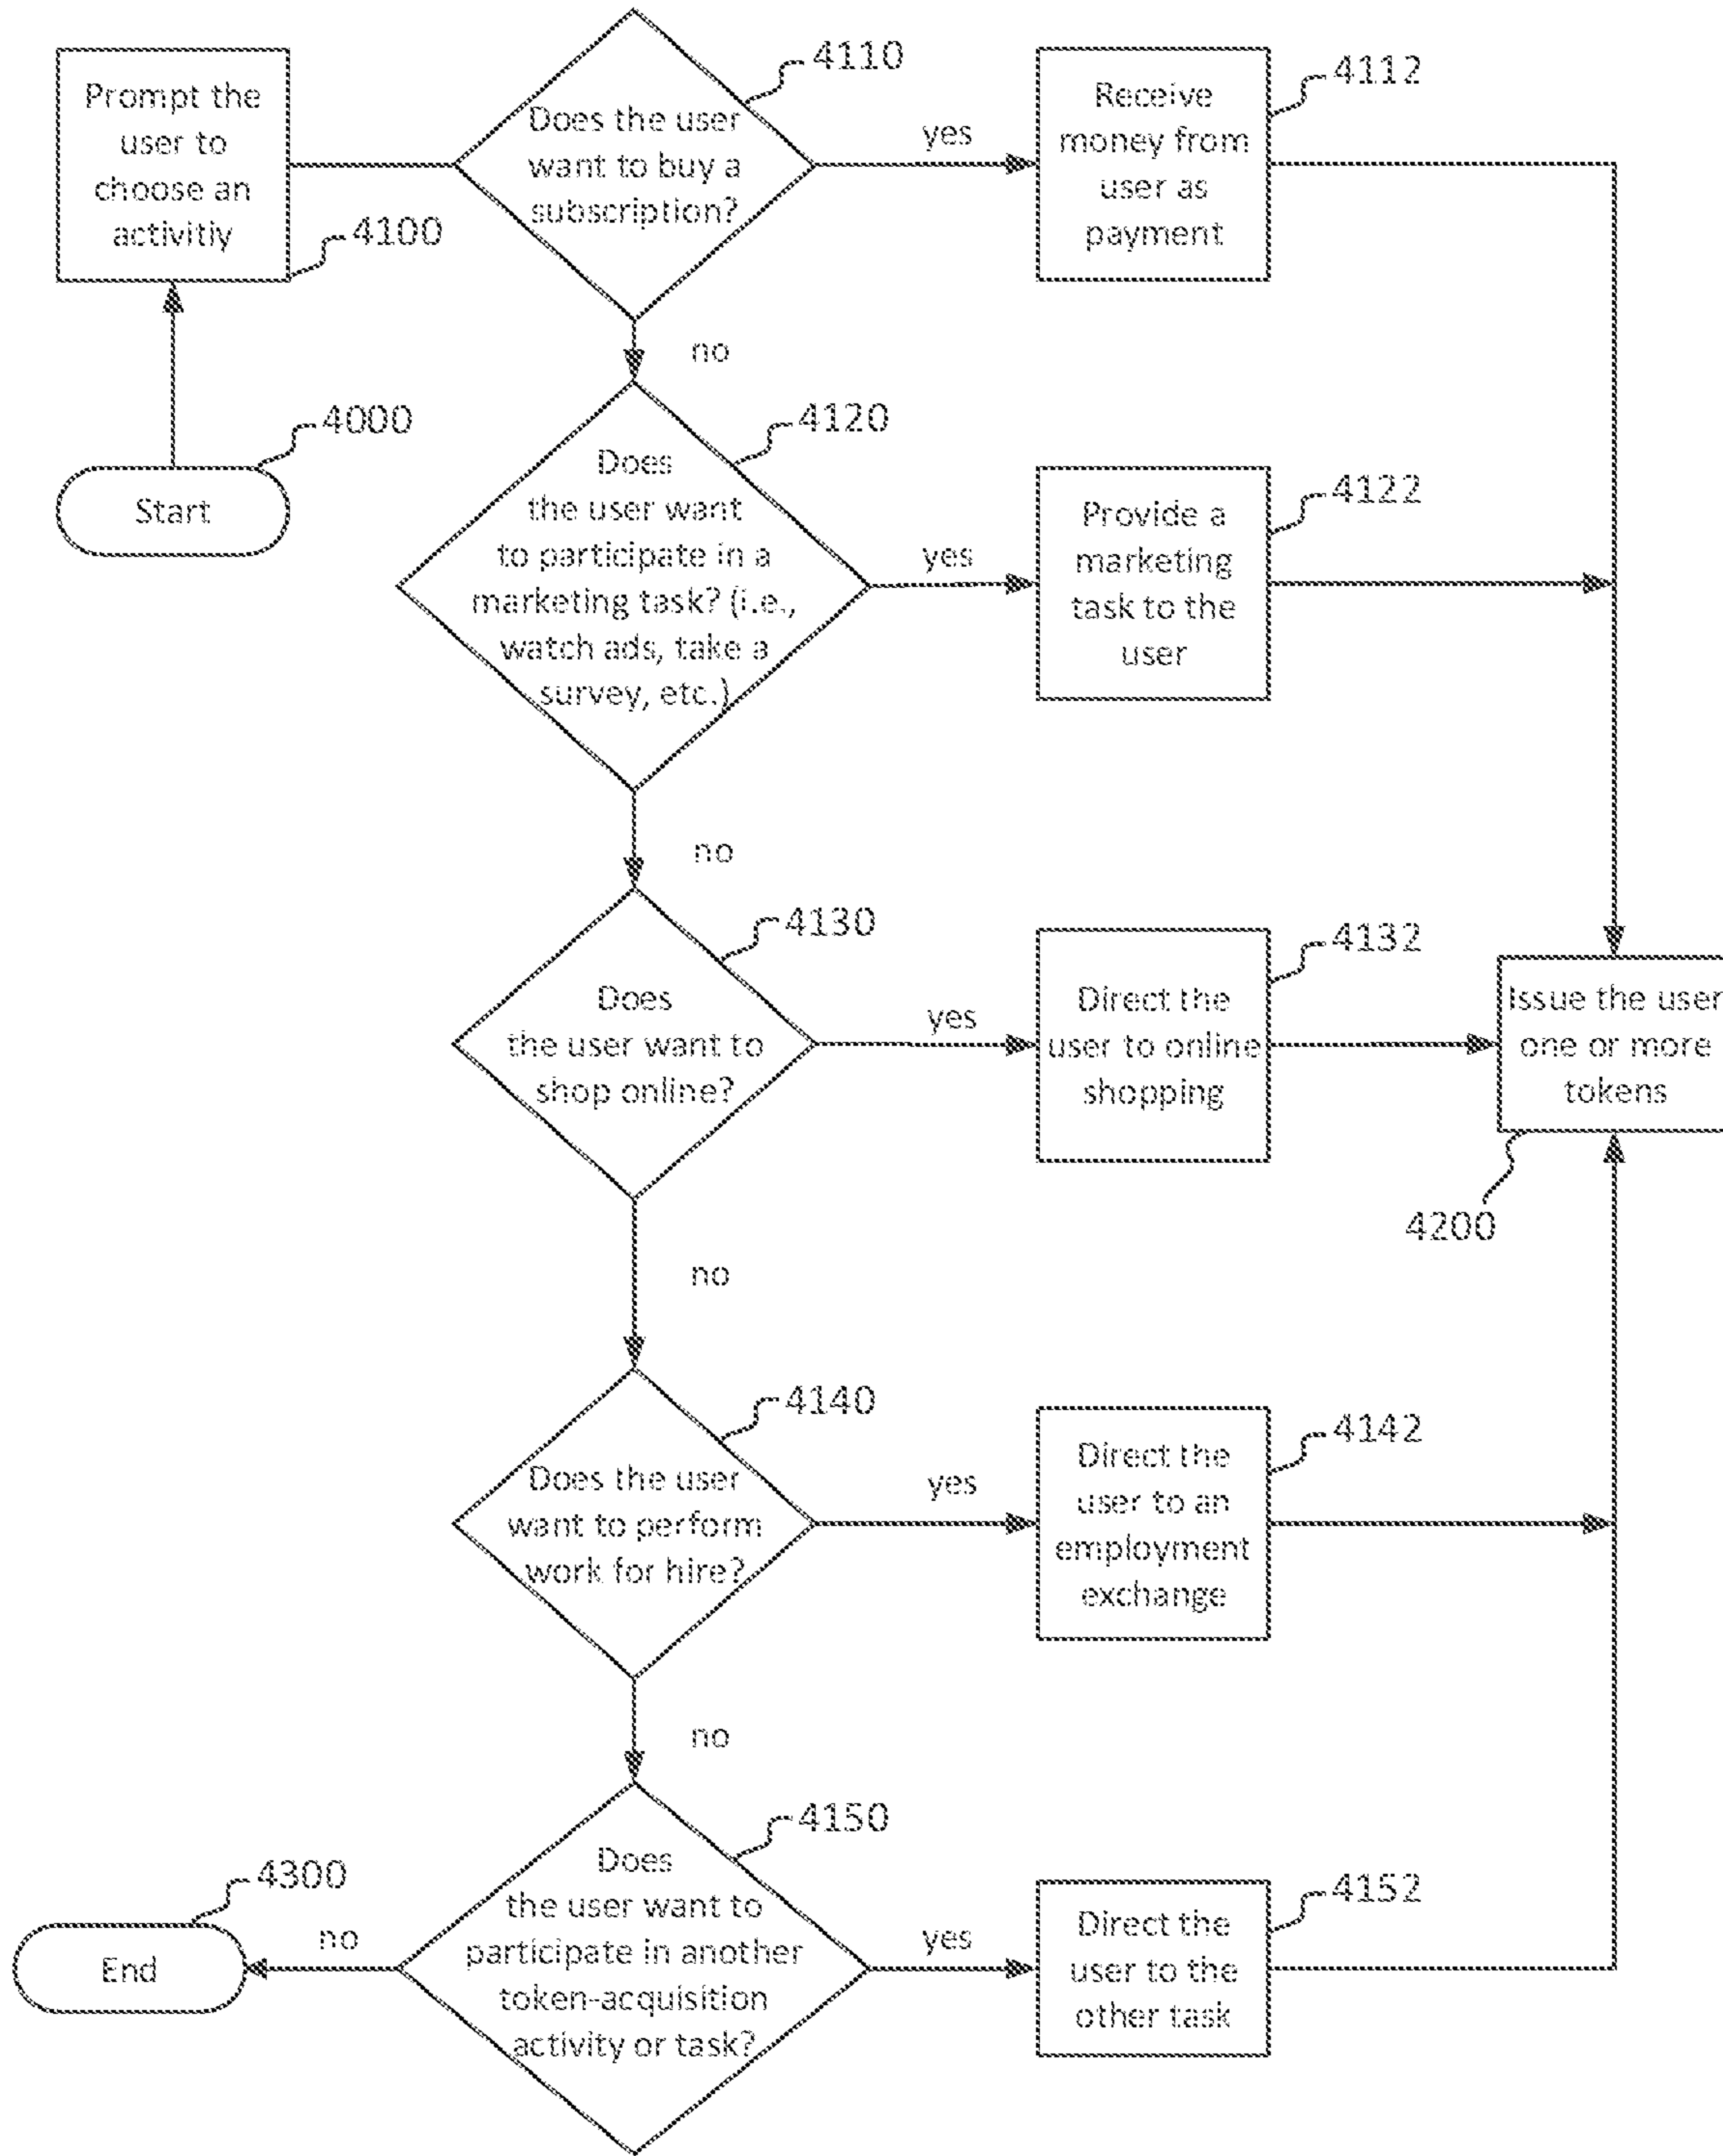 Prompt the
user to
choose an
activitiy
4100
Start
4000
Does the user
want to buy a
subscription?
4110
yes
no
Receive
money from
user as
payment
4112
Does
the user want
to participate in a
marketing task? (i.e.,
watch ads, take a
survey, etc.)
4120
yes
no
Provide a
marketing
task to the
user
4122
Does
the user want to
shop online?
4130
yes
no
Direct the
user to online
shopping
4132
Issue the user
one or more
tokens
4200
Does the user
want to perform
work for hire?
4140
yes
no
Direct the
user to an
employment
exchange
4142
Does
the user want to
participate in another
token-acquisition
activity or task?
4150
yes
no
Direct the
user to the
other task
4152
End
4300